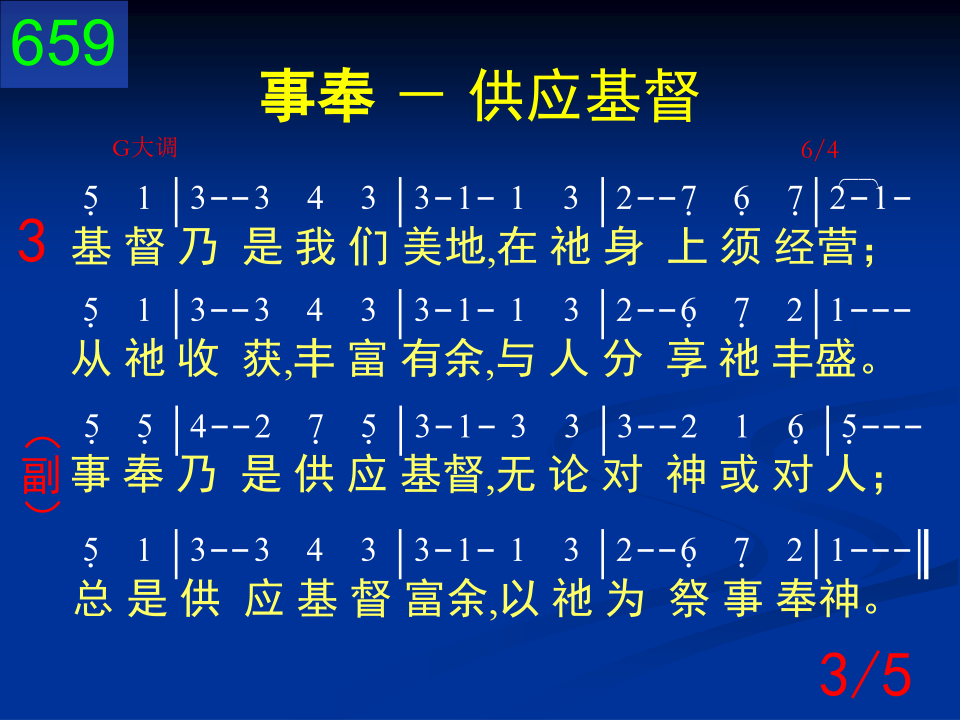 659
事奉 － 供应基督
G大调 6/4
5̣ 1 | 3--3 4 3 | 3-1- 1 3 | 2--7̣ 6̣ 7̣ | 2-1-
3 基督乃 是我们 美地,在祂身 上须经营；
5̣ 1 | 3--3 4 3 | 3-1- 1 3 | 2--6̣ 7̣ 2 | 1---
从祂收 获,丰富有余,与人分 享祂丰盛。
5̣ 5̣ | 4--2 7̣ 5̣ | 3-1- 3 3 | 3--2 1 6̣ | 5̣---
（副） 事奉乃 是供应 基督,无论对 神或对人；
5̣ 1 | 3--3 4 3 | 3-1- 1 3 | 2--6̣ 7̣ 2 | 1---‖
总是供 应基督富余,以祂为 祭事奉神。
3/5